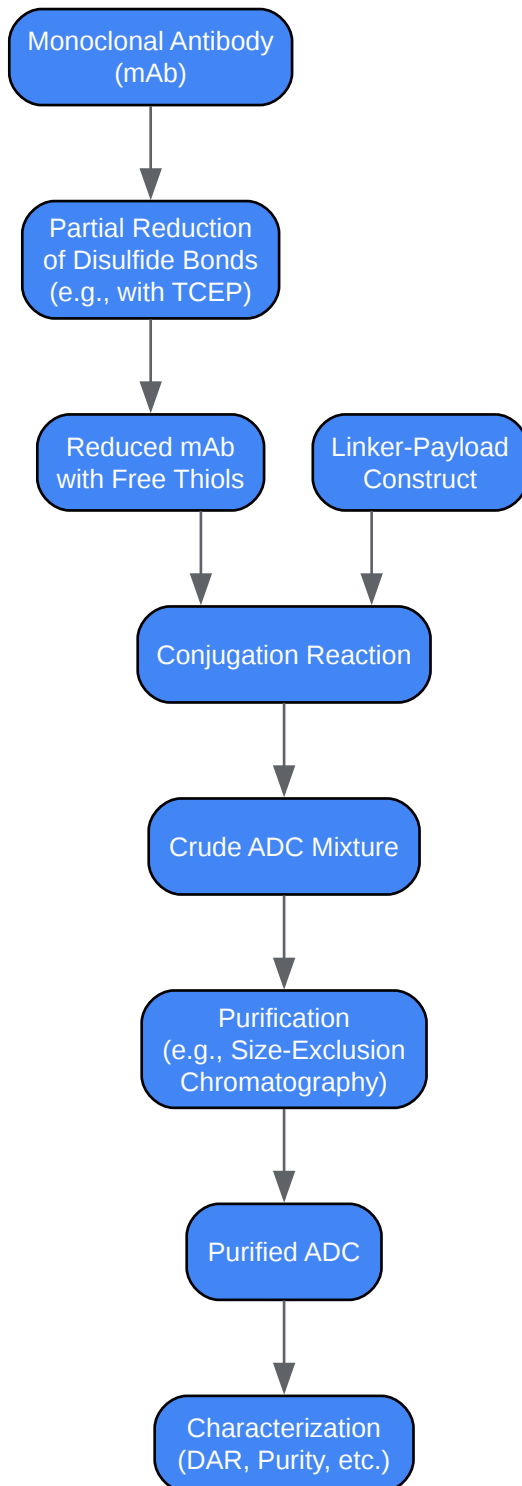 Monoclonal Antibody
(mAb)
Partial Reduction
of Disulfide Bonds
(e.g., with TCEP)
Reduced mAb
with Free Thiols
Linker-Payload
Construct
Conjugation Reaction
Crude ADC Mixture
Purification
(e.g., Size-Exclusion
Chromatography)
Purified ADC
Characterization
(DAR, Purity, etc.)